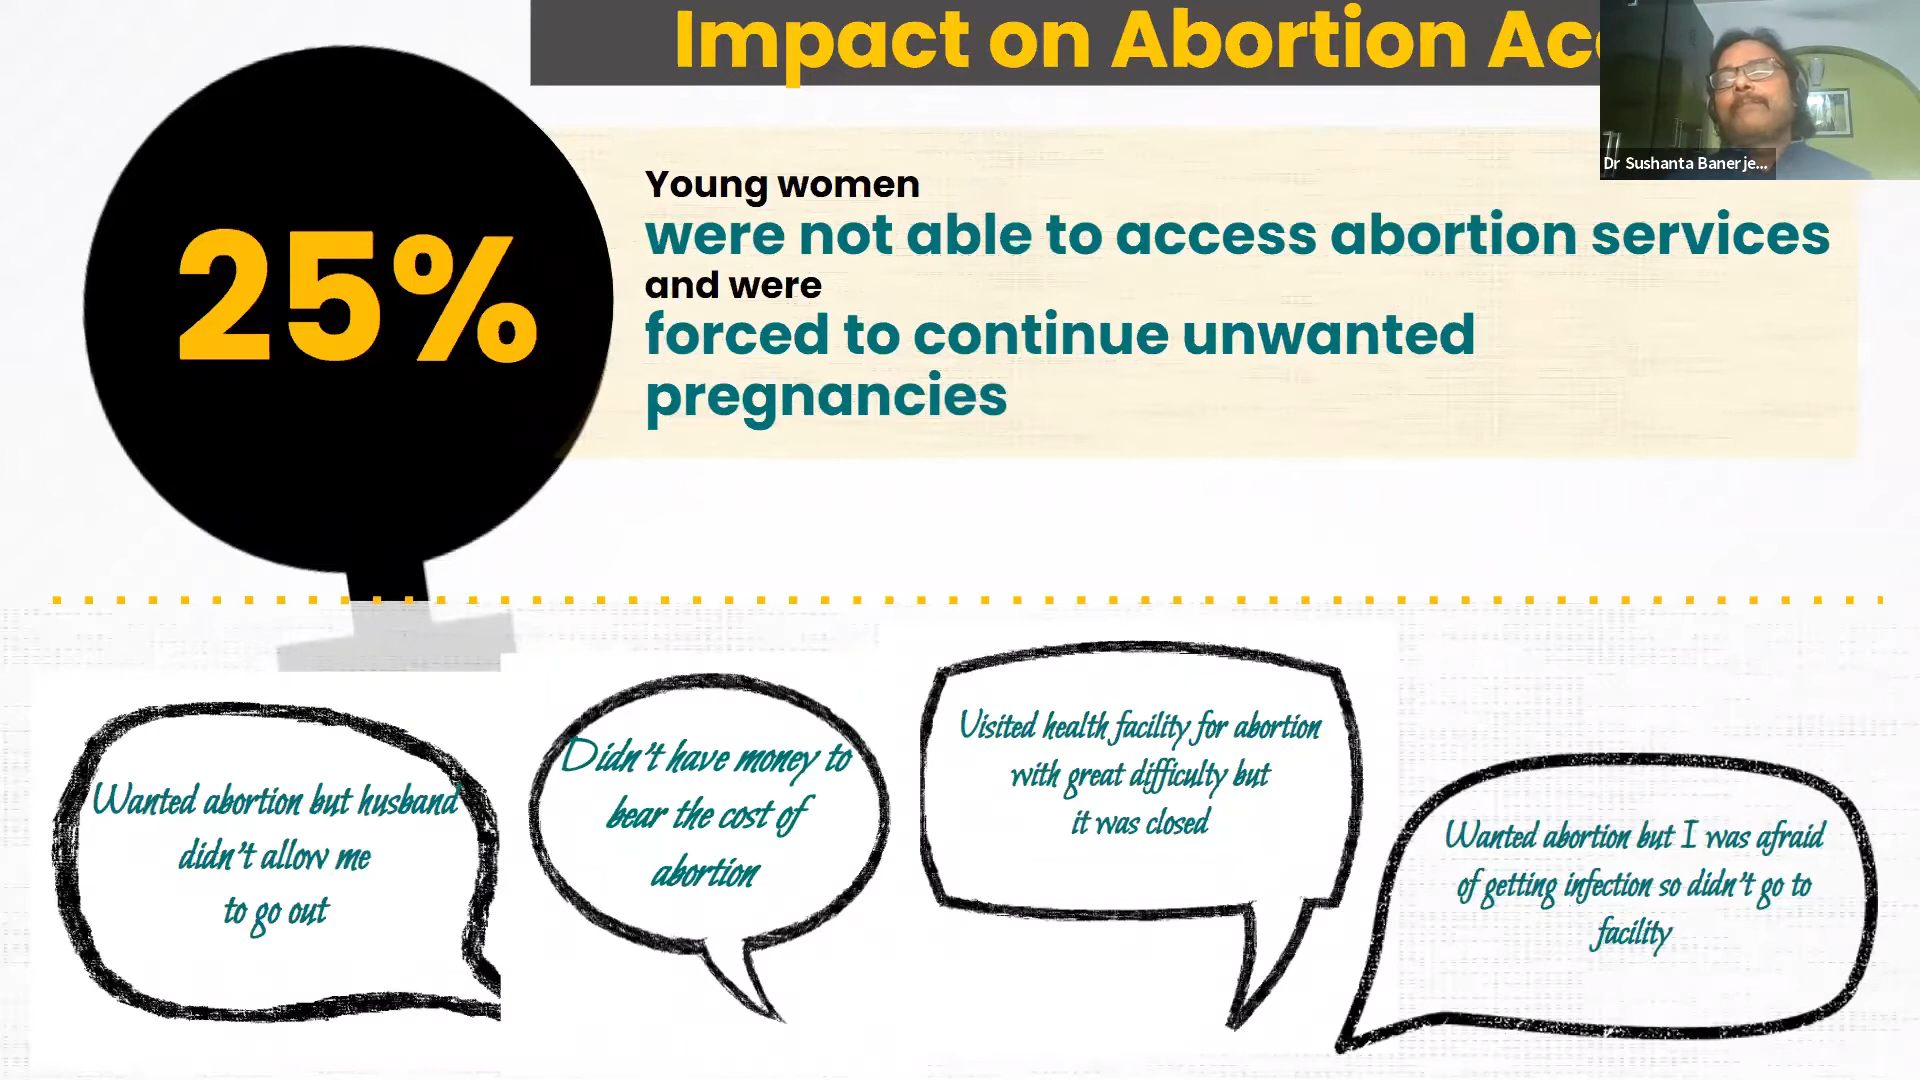 Impact on Abortion Acc
Dr Sushanta Banerje...
25%
Young women
were not able to access abortion services
and were
forced to continue unwanted
pregnancies
Wanted abortion but husband
didn't allow me
to go out
Didn't have money to
bear the cost of
abortion
Visited health facility for abortion
with great difficulty but
it was closed
Wanted abortion but I was afraid
of getting infection so didn't go to
facility